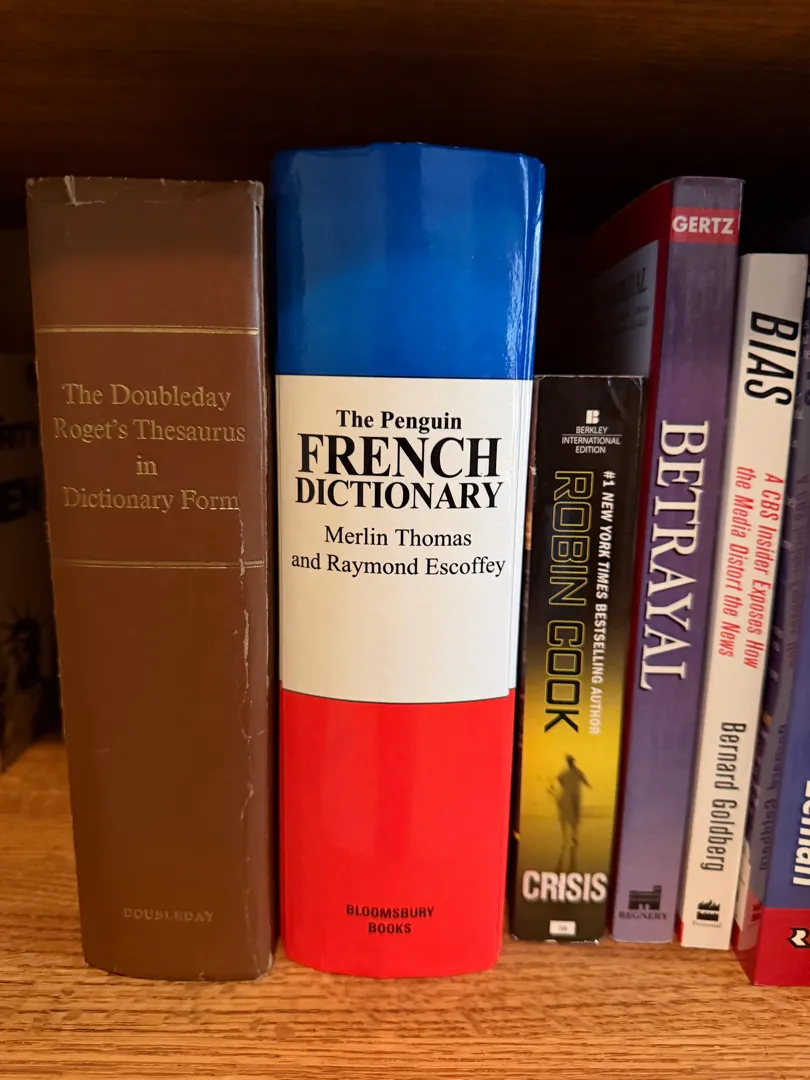 The Doubleday
Roget's Thesaurus
in
Dictionary Form
DOUBLEDAY
The Penguin
FRENCH
DICTIONARY
Merlin Thomas
and Raymond Escoffey
BLOOMSBURY
BOOKS
BERKLEY
INTERNATIONAL
EDITION
#1 NEW YORK TIMES BESTSELLING AUTHOR
ROBIN COOK
CRISIS
GERTZ
BETRAYAL
REGNERY
BIAS
A CBS Insider Exposes How
the Media Distort the News
Bernard Goldberg
Perennial